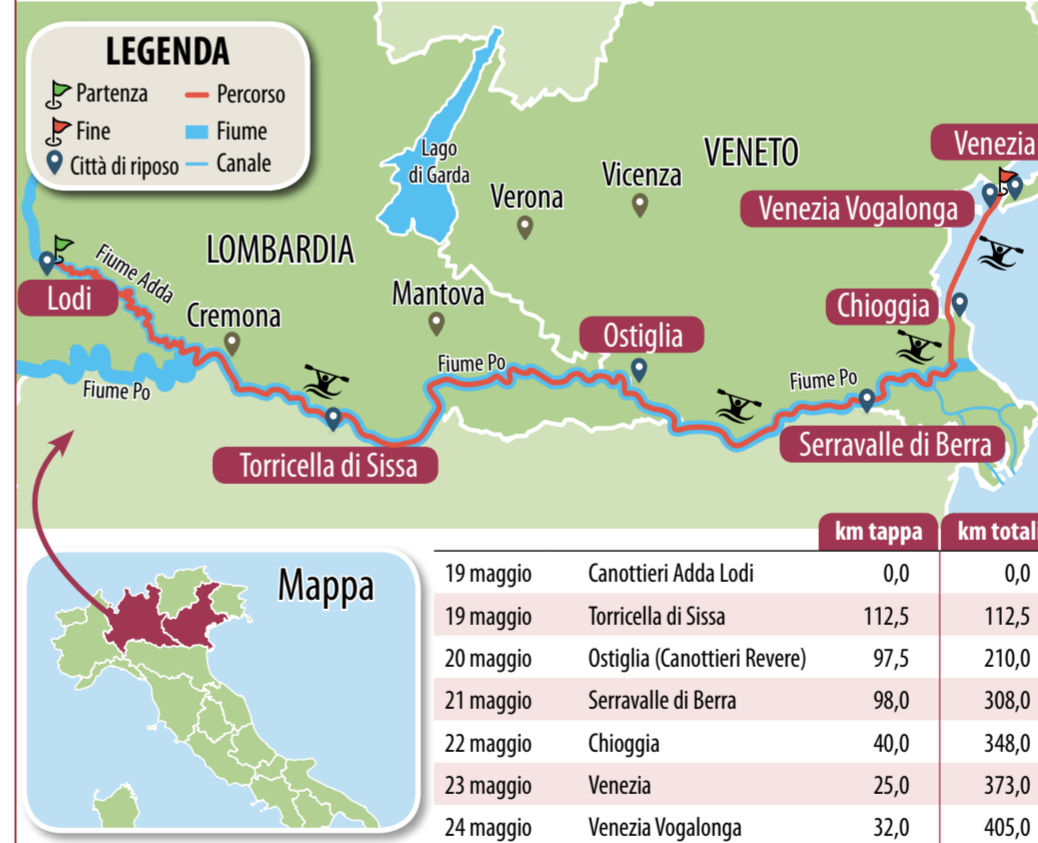 LEGENDA
Partenza
Percorso
Fine
Fiume
Città di riposo
Canale
Lago
di Garda
VENETO
Venezia
Vicenza
Verona
Venezia Vogalonga
LOMBARDIA
Fiume Adda
Lodi
Mantova
Chioggia
Cremona
Ostiglia
Fiume Po
Fiume Po
Fiume Po
Serravalle di Berra
Torricella di Sissa
Mappa
km tappa km totali
19 maggio Canottieri Adda Lodi 0,0 0,0
19 maggio Torricella di Sissa 112,5 112,5
20 maggio Ostiglia (Canottieri Revere) 97,5 210,0
21 maggio Serravalle di Berra 98,0 308,0
22 maggio Chioggia 40,0 348,0
23 maggio Venezia 25,0 373,0
24 maggio Venezia Vogalonga 32,0 405,0